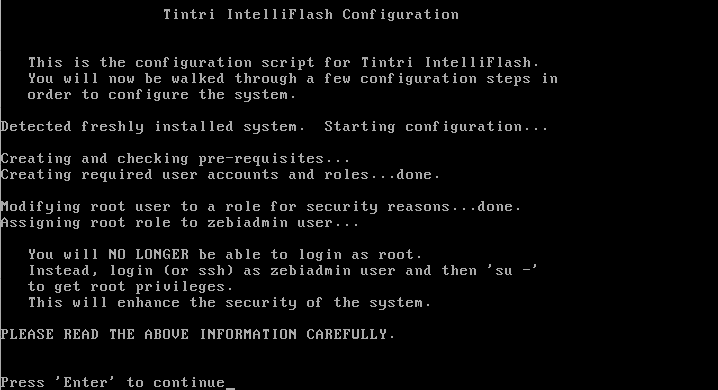 Tintri IntelliFlash Configuration
This is the configuration script for Tintri IntelliFlash.
You will now be walked through a few configuration steps in
order to configure the system.
Detected freshly installed system.  Starting configuration...
Creating and checking pre-requisites...
Creating required user accounts and roles...done.
Modifying root user to a role for security reasons...done.
Assigning root role to zebiadmin user...
You will NO LONGER be able to login as root.
Instead, login (or ssh) as zebiadmin user and then 'su -'
to get root privileges.
This will enhance the security of the system.
PLEASE READ THE ABOVE INFORMATION CAREFULLY.
Press 'Enter' to continue_